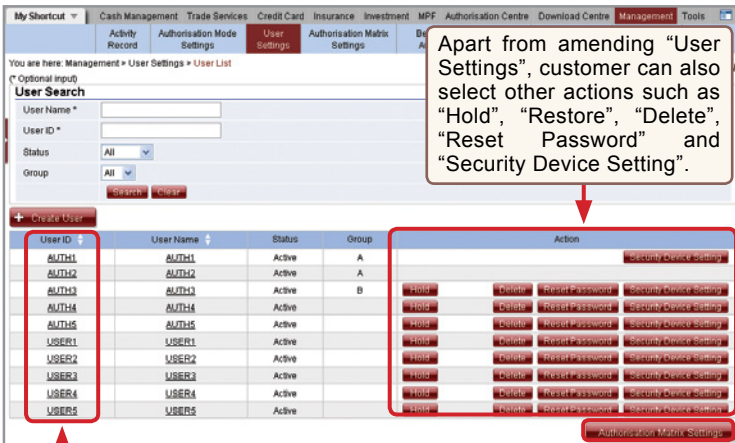 My Shortcut Cash Management Trade Services Credit Card Insurance Investment MPF Authorisation Centre Download Centre Management Tools
Activity Record Authorisation Mode Settings User Settings Authorisation Matrix Settings
You are here: Management > User Settings > User List
(* Optional input)
User Search
User Name *
User ID *
Status All
Group All
Search Clear
Apart from amending “User
Settings”, customer can also
select other actions such as
“Hold”, “Restore”, “Delete”,
“Reset Password” and
“Security Device Setting”.
+ Create User
User ID User Name Status Group Action
AUTH1 AUTH1 Active A Security Device Setting
AUTH2 AUTH2 Active A
AUTH3 AUTH3 Active B Hold Delete Reset Password Security Device Setting
AUTH4 AUTH4 Active Hold Delete Reset Password Security Device Setting
AUTH5 AUTH5 Active Hold Delete Reset Password Security Device Setting
USER1 USER1 Active Hold Delete Reset Password Security Device Setting
USER2 USER2 Active Hold Delete Reset Password Security Device Setting
USER3 USER3 Active Hold Delete Reset Password Security Device Setting
USER4 USER4 Active Hold Delete Reset Password Security Device Setting
USER5 USER5 Active Hold Delete Reset Password Security Device Setting
Authorisation Matrix Settings